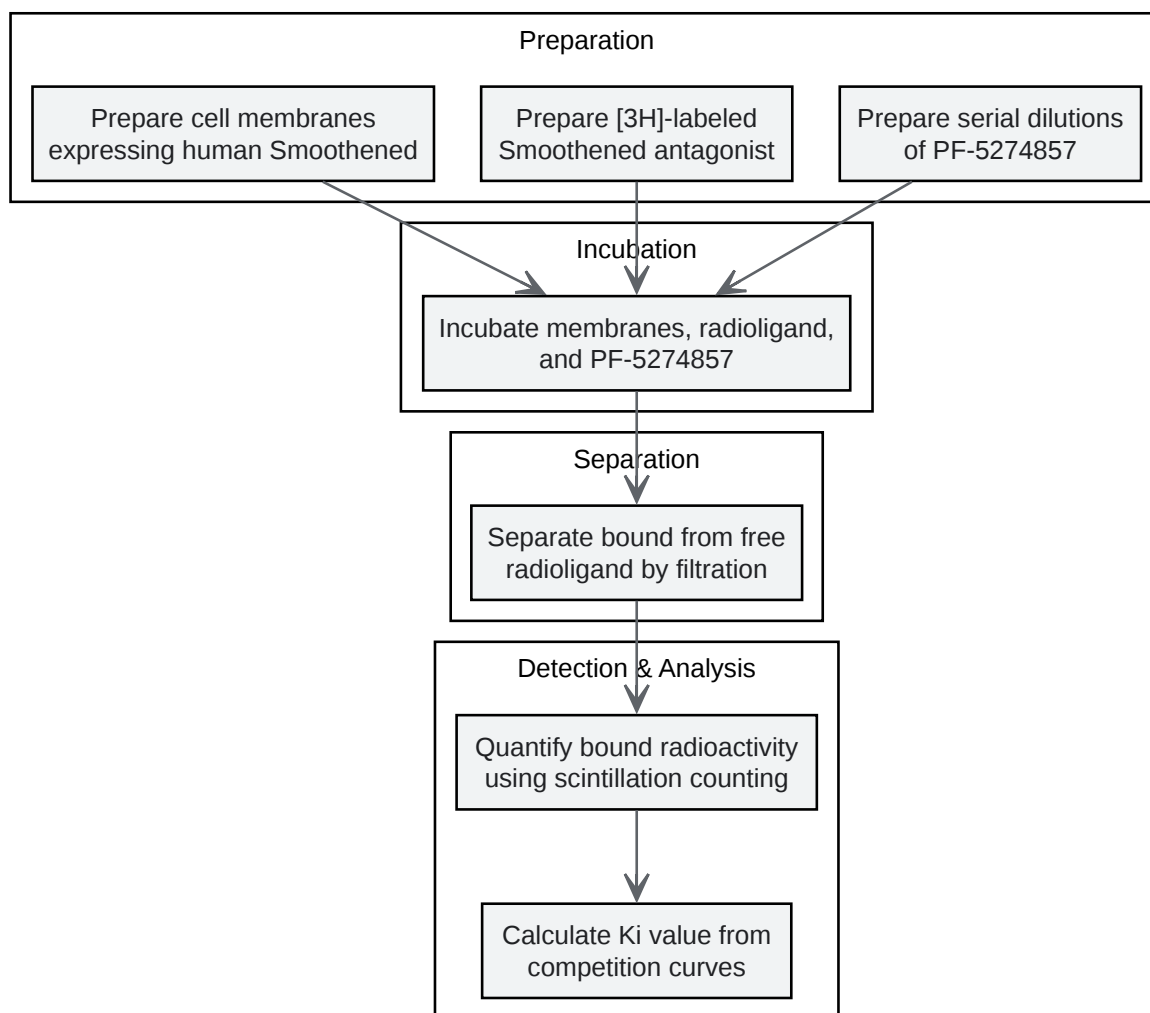 Preparation
Prepare cell membranes
expressing human Smoothened
Prepare [3H]-labeled
Smoothened antagonist
Prepare serial dilutions
of PF-5274857
Incubation
Incubate membranes, radioligand,
and PF-5274857
Separation
Separate bound from free
radioligand by filtration
Detection & Analysis
Quantify bound radioactivity
using scintillation counting
Calculate Ki value from
competition curves